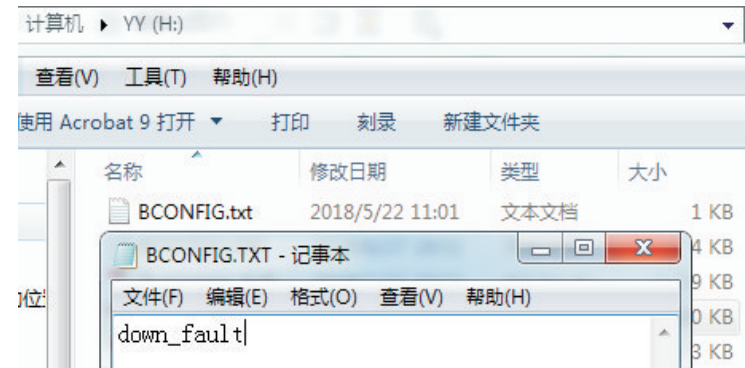 计算机 ▸ YY (H:)
查看(V) 工具(T) 帮助(H)
使用 Acrobat 9 打开 打印 刻录 新建文件夹
名称 修改日期 类型 大小
BCONFIG.txt 2018/5/22 11:01 文本文档 1 KB
BCONFIG.TXT - 记事本
4 KB
文件(F) 编辑(E) 格式(O) 查看(V) 帮助(H)
9 KB
down_fault
0 KB
3 KB